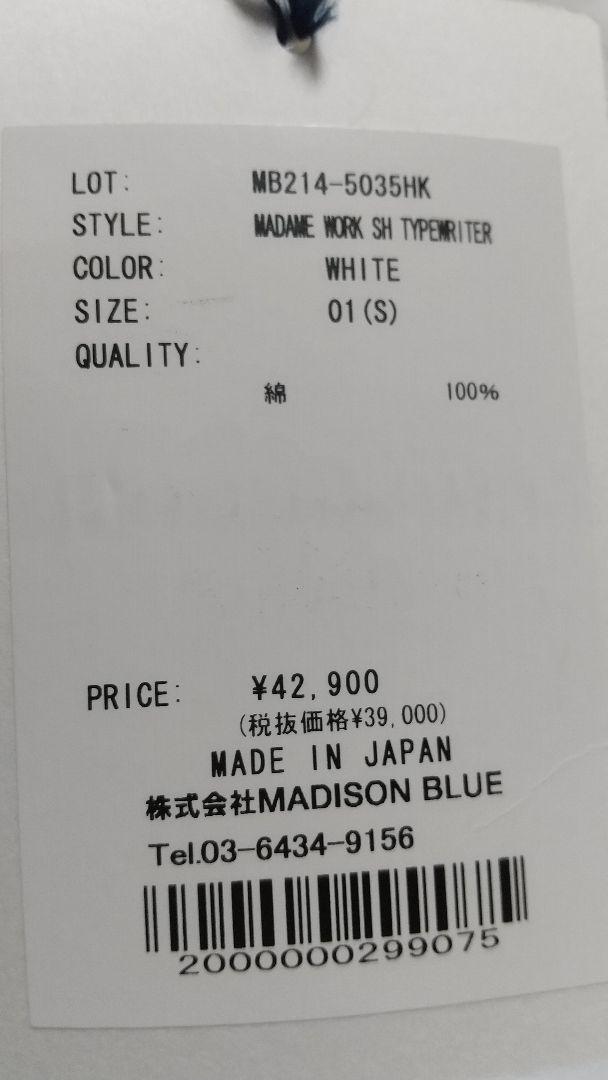 LOT: MB214-5035HK
STYLE: MADAME WORK SH TYPEWRITER
COLOR: WHITE
SIZE: 01(S)
QUALITY:
綿 100%
PRICE: ¥42,900
(税抜価格¥39,000)
MADE IN JAPAN
株式会社MADISON BLUE
Tel.03-6434-9156
2000000299075